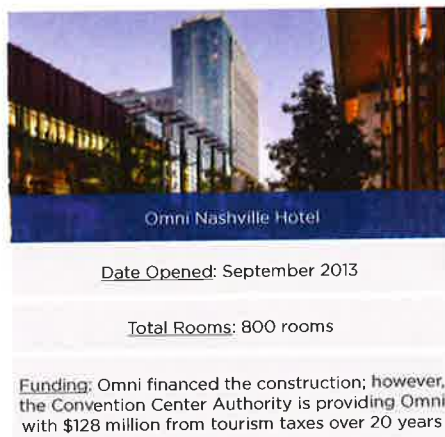 Omni Nashville Hotel
Date Opened: September 2013
Total Rooms: 800 rooms
Funding: Omni financed the construction; however,
the Convention Center Authority is providing Omni
with $128 million from tourism taxes over 20 years